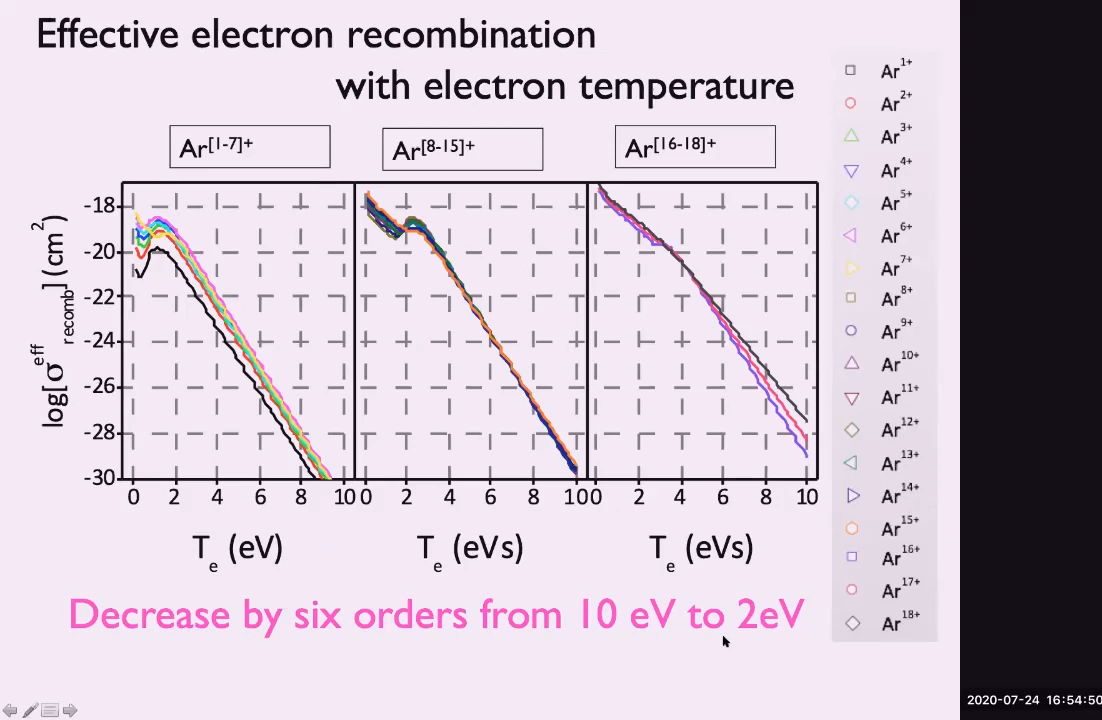 Effective electron recombination
with electron temperature
Ar[1-7]+
Ar[8-15]+
Ar[16-18]+
log[σ eff recomb] (cm2)
-18
-20
-22
-24
-26
-28
-30
0 2 4 6 8 10
0 2 4 6 8 10
0 2 4 6 8 10
Te (eV)
Te (eVs)
Te (eVs)
Decrease by six orders from 10 eV to 2eV
Ar1+
Ar2+
Ar3+
Ar4+
Ar5+
Ar6+
Ar7+
Ar8+
Ar9+
Ar10+
Ar11+
Ar12+
Ar13+
Ar14+
Ar15+
Ar16+
Ar17+
Ar18+
2020-07-24 16:54:50